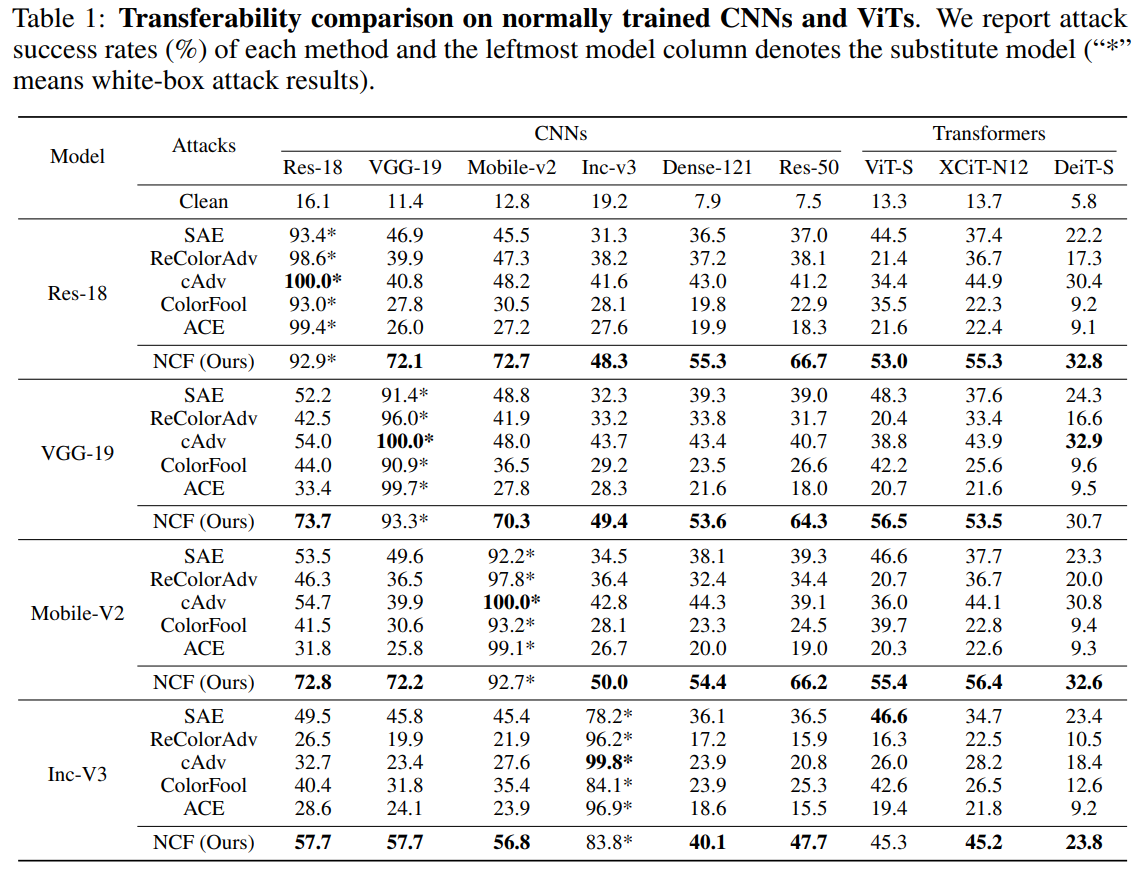 Table 1: Transferability comparison on normally trained CNNs and ViTs. We report attack
success rates (%) of each method and the leftmost model column denotes the substitute model (“*”
means white-box attack results).
Model Attacks CNNs Transformers
Res-18 VGG-19 Mobile-v2 Inc-v3 Dense-121 Res-50 ViT-S XCiT-N12 DeiT-S
Clean 16.1 11.4 12.8 19.2 7.9 7.5 13.3 13.7 5.8
Res-18
SAE 93.4* 46.9 45.5 31.3 36.5 37.0 44.5 37.4 22.2
ReColorAdv 98.6* 39.9 47.3 38.2 37.2 38.1 21.4 36.7 17.3
cAdv 100.0* 40.8 48.2 41.6 43.0 41.2 34.4 44.9 30.4
ColorFool 93.0* 27.8 30.5 28.1 19.8 22.9 35.5 22.3 9.2
ACE 99.4* 26.0 27.2 27.6 19.9 18.3 21.6 22.4 9.1
NCF (Ours) 92.9* 72.1 72.7 48.3 55.3 66.7 53.0 55.3 32.8
VGG-19
SAE 52.2 91.4* 48.8 32.3 39.3 39.0 48.3 37.6 24.3
ReColorAdv 42.5 96.0* 41.9 33.2 33.8 31.7 20.4 33.4 16.6
cAdv 54.0 100.0* 48.0 43.7 43.4 40.7 38.8 43.9 32.9
ColorFool 44.0 90.9* 36.5 29.2 23.5 26.6 42.2 25.6 9.6
ACE 33.4 99.7* 27.8 28.3 21.6 18.0 20.7 21.6 9.5
NCF (Ours) 73.7 93.3* 70.3 49.4 53.6 64.3 56.5 53.5 30.7
Mobile-V2
SAE 53.5 49.6 92.2* 34.5 38.1 39.3 46.6 37.7 23.3
ReColorAdv 46.3 36.5 97.8* 36.4 32.4 34.4 20.7 36.7 20.0
cAdv 54.7 39.9 100.0* 42.8 44.3 39.1 36.0 44.1 30.8
ColorFool 41.5 30.6 93.2* 28.1 23.3 24.5 39.7 22.8 9.4
ACE 31.8 25.8 99.1* 26.7 20.0 19.0 20.3 22.6 9.3
NCF (Ours) 72.8 72.2 92.7* 50.0 54.4 66.2 55.4 56.4 32.6
Inc-V3
SAE 49.5 45.8 45.4 78.2* 36.1 36.5 46.6 34.7 23.4
ReColorAdv 26.5 19.9 21.9 96.2* 17.2 15.9 16.3 22.5 10.5
cAdv 32.7 23.4 27.6 99.8* 23.9 20.8 26.0 28.2 18.4
ColorFool 40.4 31.8 35.4 84.1* 23.9 25.3 42.6 26.5 12.6
ACE 28.6 24.1 23.9 96.9* 18.6 15.5 19.4 21.8 9.2
NCF (Ours) 57.7 57.7 56.8 83.8* 40.1 47.7 45.3 45.2 23.8